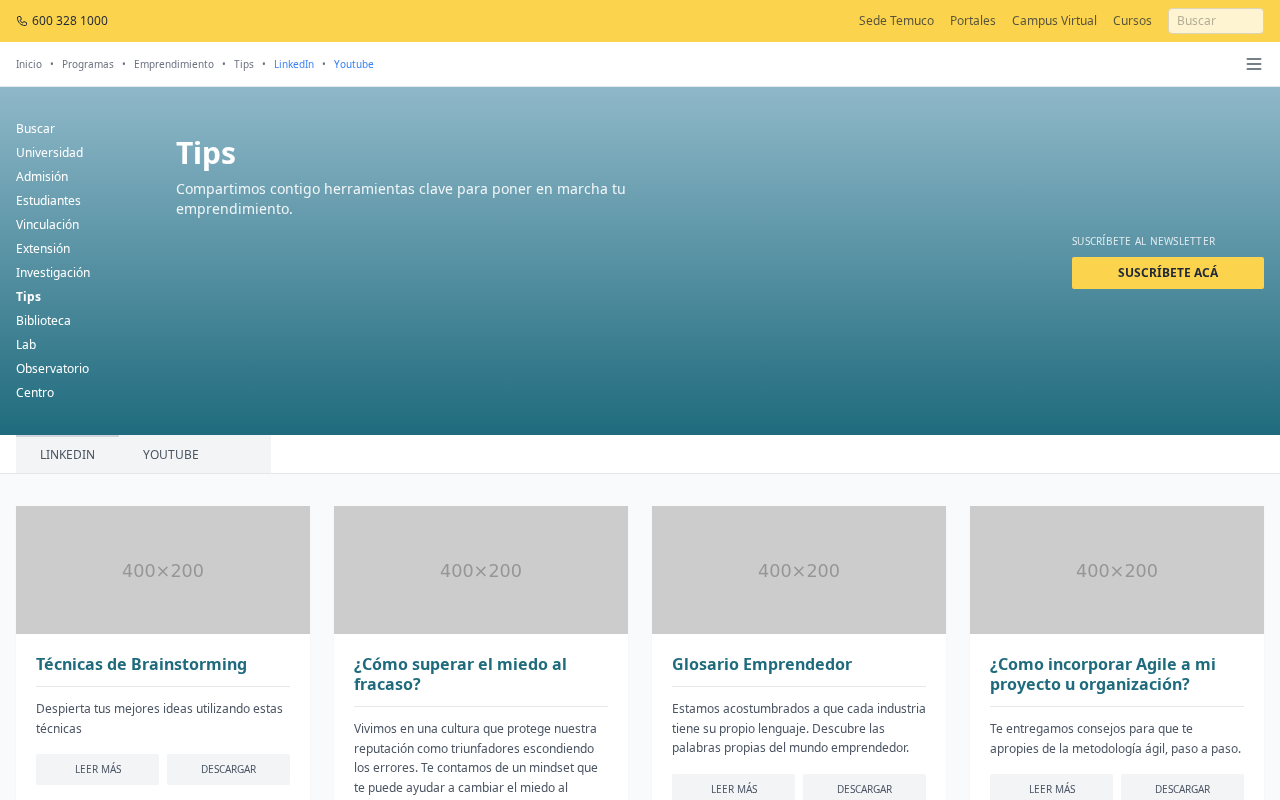 600 328 1000
Sede Temuco
Portales
Campus Virtual
Cursos
Buscar
Inicio • Programas • Emprendimiento • Tips • LinkedIn • Youtube
Buscar
Universidad
Admisión
Estudiantes
Vinculación
Extensión
Investigación
Tips
Biblioteca
Lab
Observatorio
Centro
Tips
Compartimos contigo herramientas clave para poner en marcha tu
emprendimiento.
SUSCRÍBETE AL NEWSLETTER
SUSCRÍBETE ACÁ
LINKEDIN
YOUTUBE
400×200
Técnicas de Brainstorming
Despierta tus mejores ideas utilizando estas
técnicas
LEER MÁS
DESCARGAR
400×200
¿Cómo superar el miedo al
fracaso?
Vivimos en una cultura que protege nuestra
reputación como triunfadores escondiendo
los errores. Te contamos de un mindset que
te puede ayudar a cambiar el miedo al
400×200
Glosario Emprendedor
Estamos acostumbrados a que cada industria
tiene su propio lenguaje. Descubre las
palabras propias del mundo emprendedor.
LEER MÁS
DESCARGAR
400×200
¿Como incorporar Agile a mi
proyecto u organización?
Te entregamos consejos para que te
apropies de la metodología ágil, paso a paso.
LEER MÁS
DESCARGAR